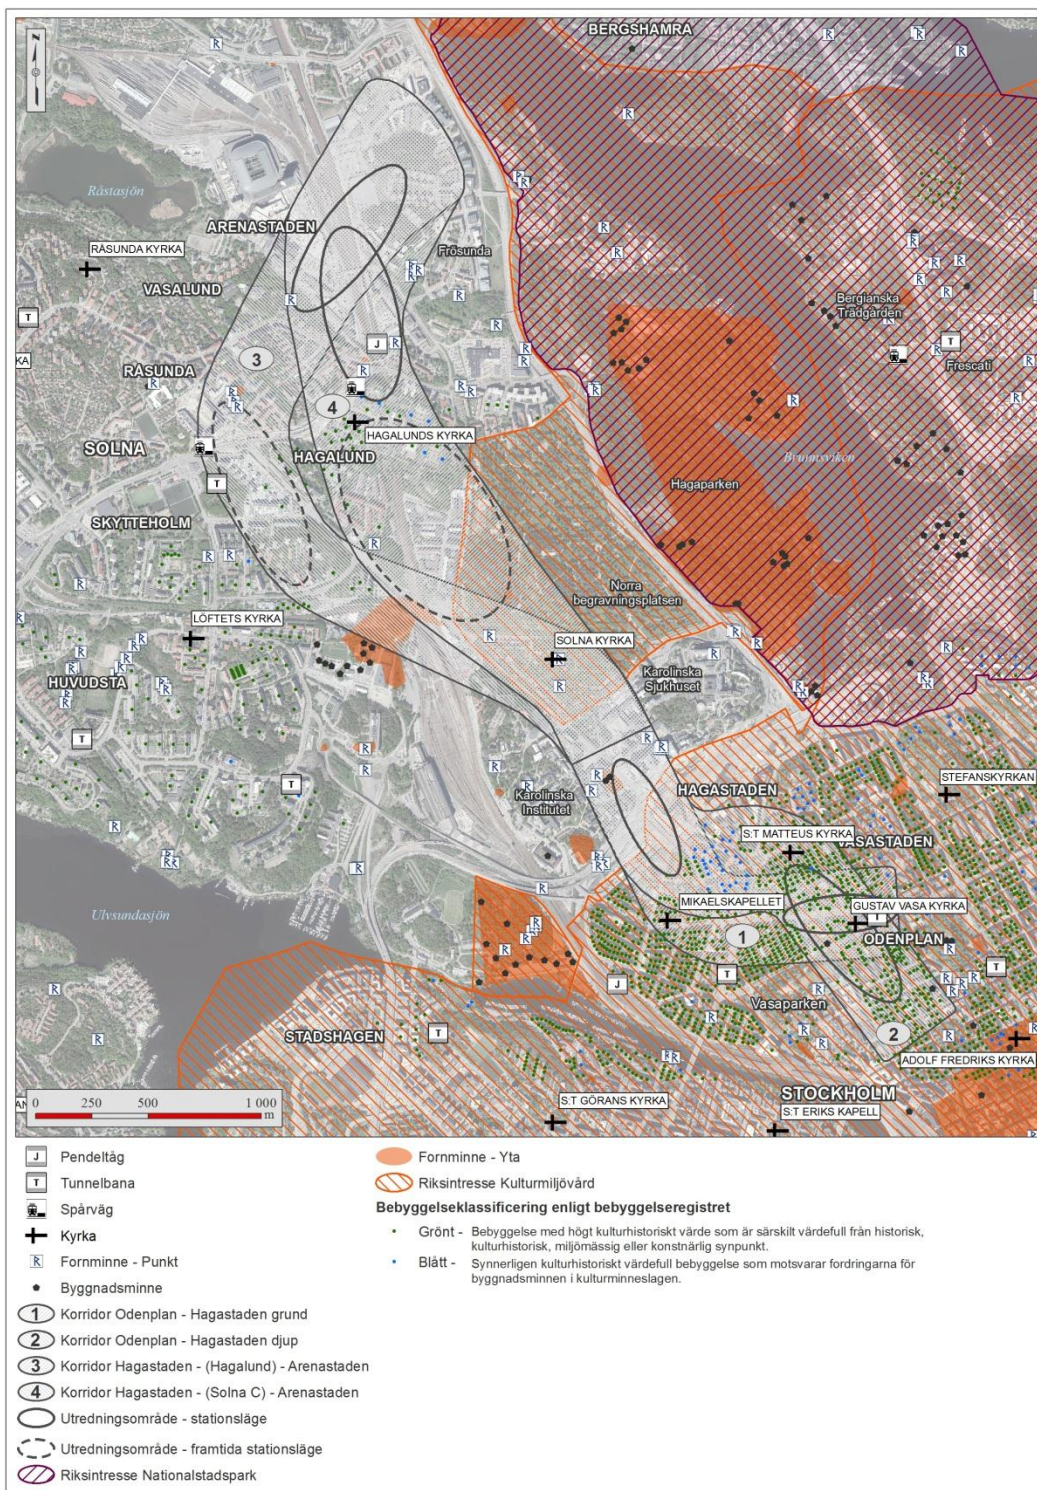 N
BERGSHAMRA
Råstasjön
ARENASTADEN
RÅSUNDA KYRKA
Frösunda
VASALUND
Bergianska
Trädgården
T
T
J
KA
3
Frescati
RÅSUNDA
4
HAGALUNDS KYRKA
SOLNA
HAGALUND
Brunnsviken
T
Hagaparken
SKYTTEHOLM
Norra
begravningsplatsen
LÖFTETS KYRKA
SOLNA KYRKA
Karolinska
Sjukhuset
HUVUDSTA
T
T
Karolinska
Institutet
HAGASTADEN
STEFANSKYRKAN
S:T MATTEUS KYRKA
VASASTADEN
MIKAELSKAPELLET
GUSTAV VASA KYRKA
T
Ulvsundasjön
1
ODENPLAN
T
T
J
Vasaparken
STADSHAGEN
T
2
ADOLF FREDRIKS KYRKA
STOCKHOLM
S:T GÖRANS KYRKA
S:T ERIKS KAPELL
AN
0 250 500 1 000
m
J Pendeltåg
T Tunnelbana
Spårväg
Kyrka
R Fornminne - Punkt
Byggnadsminne
1 Korridor Odenplan - Hagastaden grund
2 Korridor Odenplan - Hagastaden djup
3 Korridor Hagastaden - (Hagalund) - Arenastaden
4 Korridor Hagastaden - (Solna C) - Arenastaden
Utredningsområde - stationsläge
Utredningsområde - framtida stationsläge
Riksintresse Nationalstadspark
Fornminne - Yta
Riksintresse Kulturmiljövård
Bebyggelseklassificering enligt bebyggelseregistret
Grönt - Bebyggelse med högt kulturhistoriskt värde som är särskilt värdefull från historisk,
kulturhistorisk, miljömässig eller konstnärlig synpunkt.
Blått - Synnerligen kulturhistoriskt värdefull bebyggelse som motsvarar fordringarna för
byggnadsminnen i kulturminneslagen.